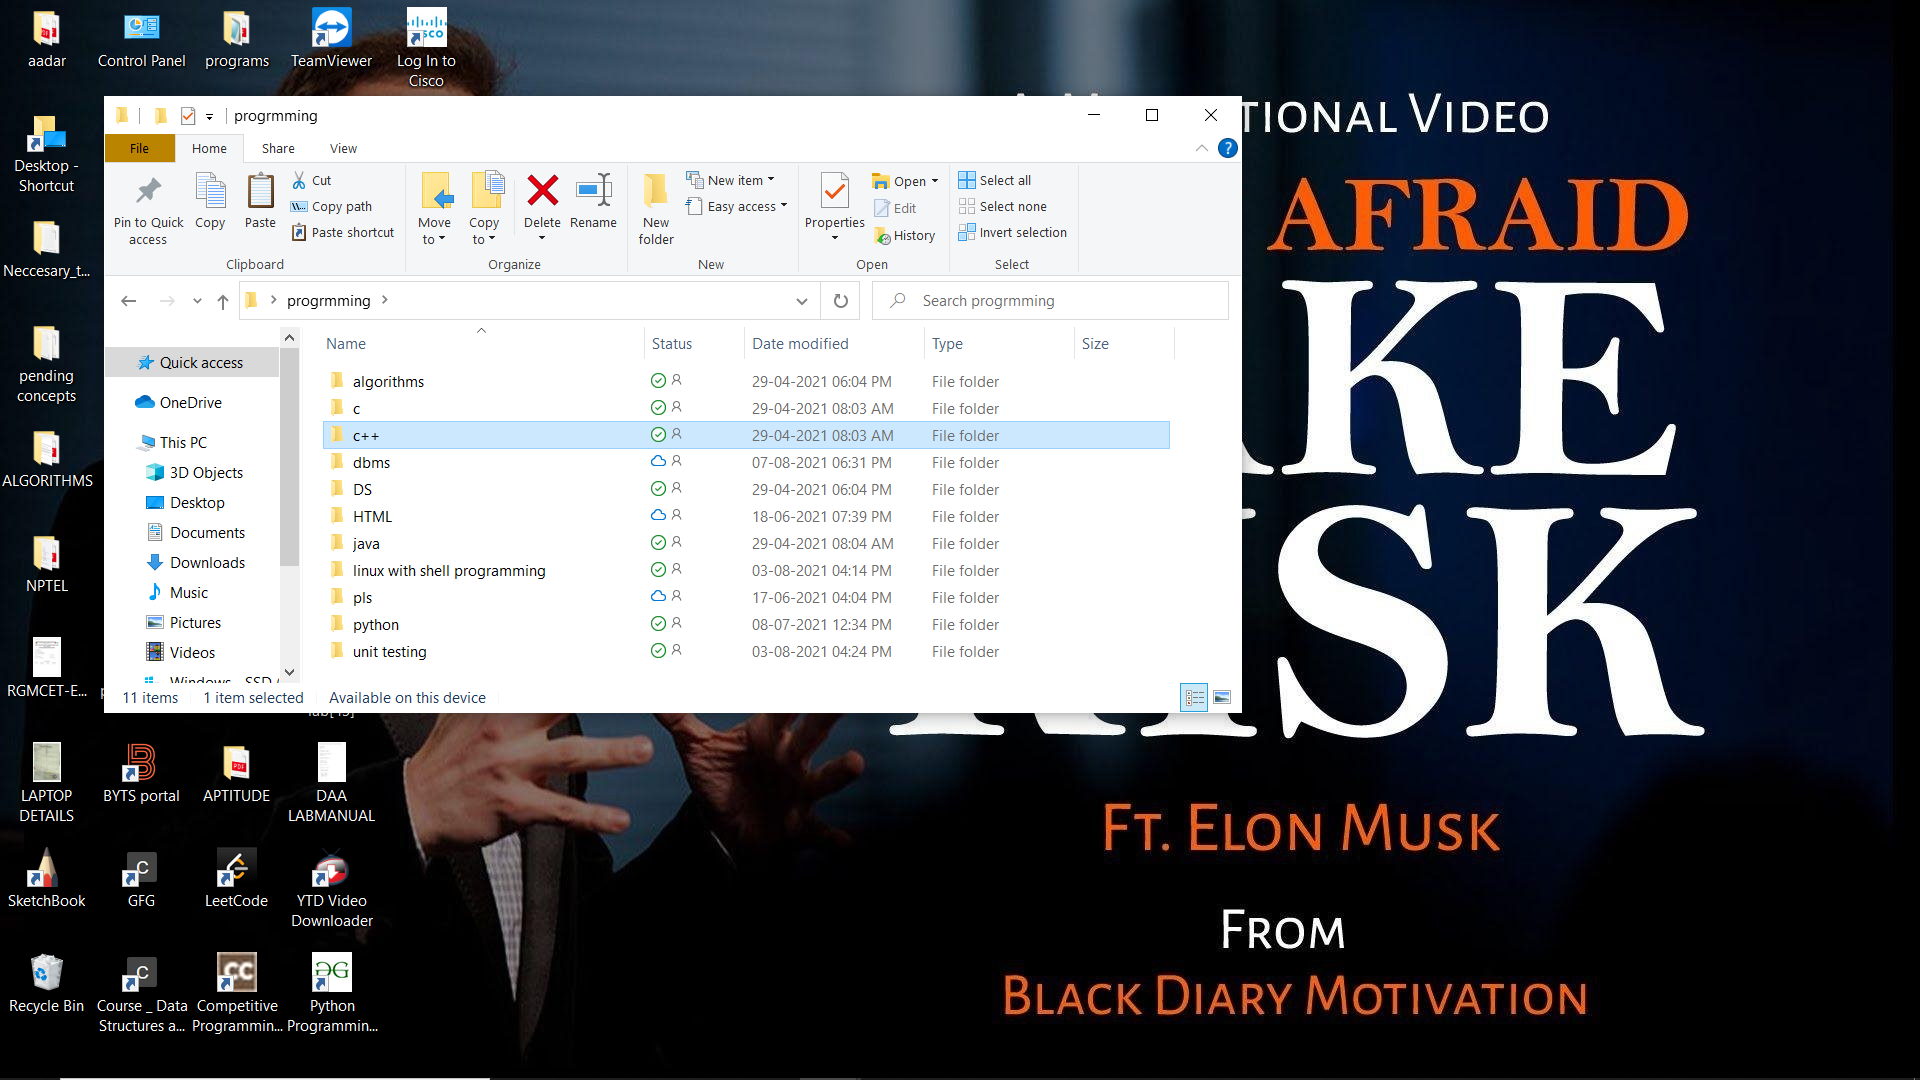 aadar
Control Panel
programs
TeamViewer
Log In to
Cisco
Desktop -
Shortcut
Neccesary_t...
pending
concepts
ALGORITHMS
NPTEL
RGMCET-E...
LAPTOP
DETAILS
BYTS portal
APTITUDE
DAA
LABMANUAL
SketchBook
GFG
LeetCode
YTD Video
Downloader
Recycle Bin
Course _ Data
Structures a...
Competitive
Programmin...
Python
Programmin...
progrmming
File
Home
Share
View
Pin to Quick
access
Copy
Paste
Cut
Copy path
Paste shortcut
Clipboard
Move
to
Copy
to
Delete
Rename
Organize
New
folder
New item
Easy access
New
Properties
Open
Edit
History
Open
Select all
Select none
Invert selection
Select
progrmming
Search progrmming
Quick access
OneDrive
This PC
3D Objects
Desktop
Documents
Downloads
Music
Pictures
Videos
Windows - SSD
Name Status Date modified Type Size
algorithms 29-04-2021 06:04 PM File folder
c 29-04-2021 08:03 AM File folder
c++ 29-04-2021 08:03 AM File folder
dbms 07-08-2021 06:31 PM File folder
DS 29-04-2021 06:04 PM File folder
HTML 18-06-2021 07:39 PM File folder
java 29-04-2021 08:04 AM File folder
linux with shell programming 03-08-2021 04:14 PM File folder
pls 17-06-2021 04:04 PM File folder
python 08-07-2021 12:34 PM File folder
unit testing 03-08-2021 04:24 PM File folder
11 items 1 item selected Available on this device
TIONAL VIDEO
AFRAID
AKE
ISK
FT. ELON MUSK
FROM
BLACK DIARY MOTIVATION